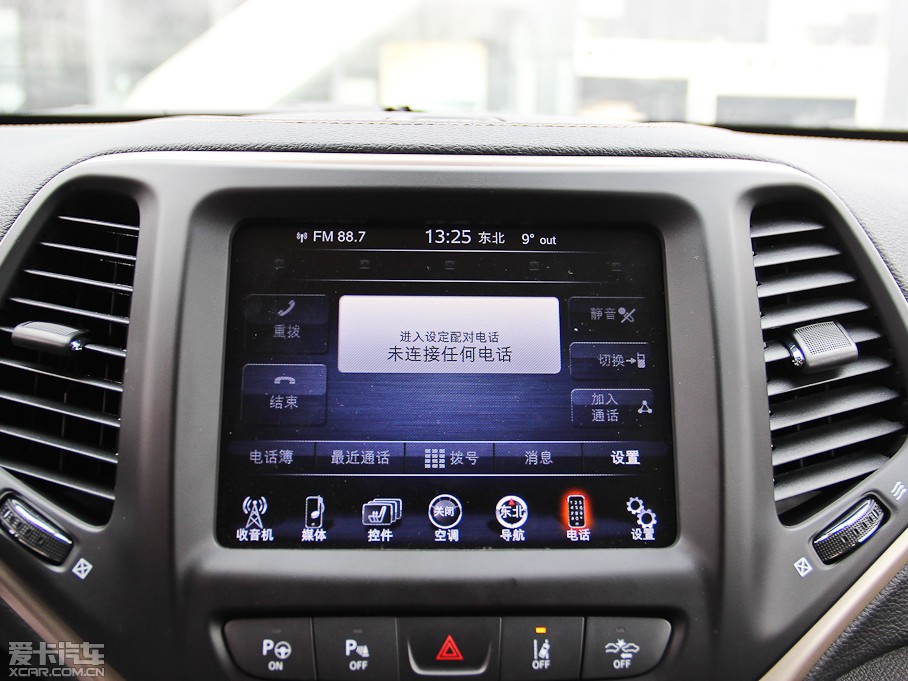 FM 88.7 13:25 东北 9° out
重拨
进入设定配对电话
未连接任何电话
静音
切换
结束
加入
通话
电话簿 最近通话 拨号 消息 设置
关闭 东北
收音机 媒体 控件 空调 导航 电话 设置
P ON
P OFF
OFF
OFF
爱卡汽车
XCAR.COM.CN